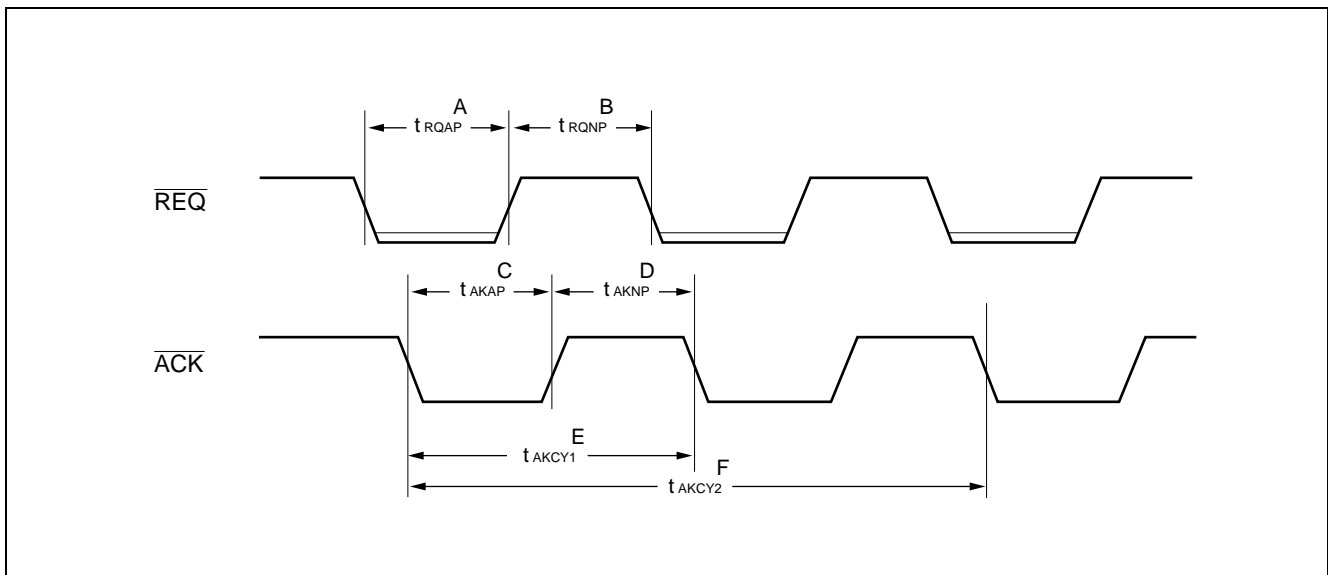 A
t RQAP
B
t RQNP
REQ
C
t AKAP
D
t AKNP
ACK
E
t AKCY1
F
t AKCY2